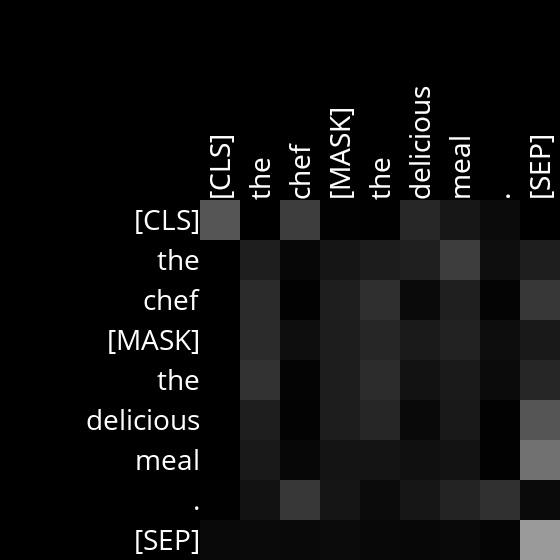 [CLS] the chef [MASK] the delicious meal . [SEP]
[CLS]
the
chef
[MASK]
the
delicious
meal
.
[SEP]